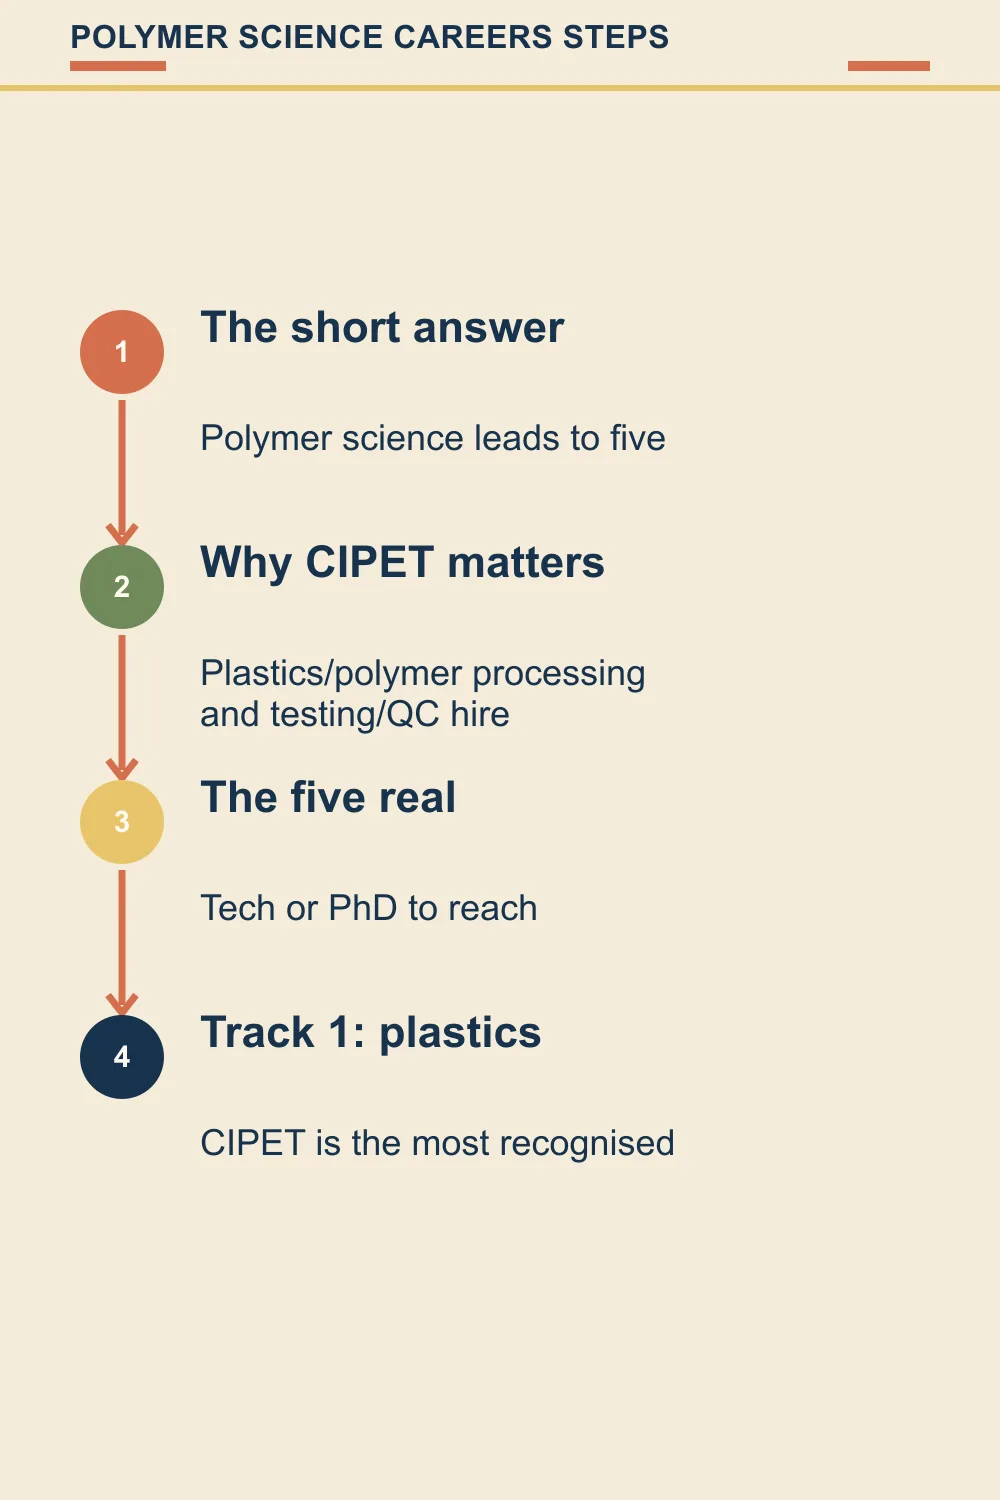 POLYMER SCIENCE CAREERS STEPS
1
The short answer
Polymer science leads to five
2
Why CIPET matters
Plastics/polymer processing
and testing/QC hire
3
The five real
Tech or PhD to reach
4
Track 1: plastics
CIPET is the most recognised